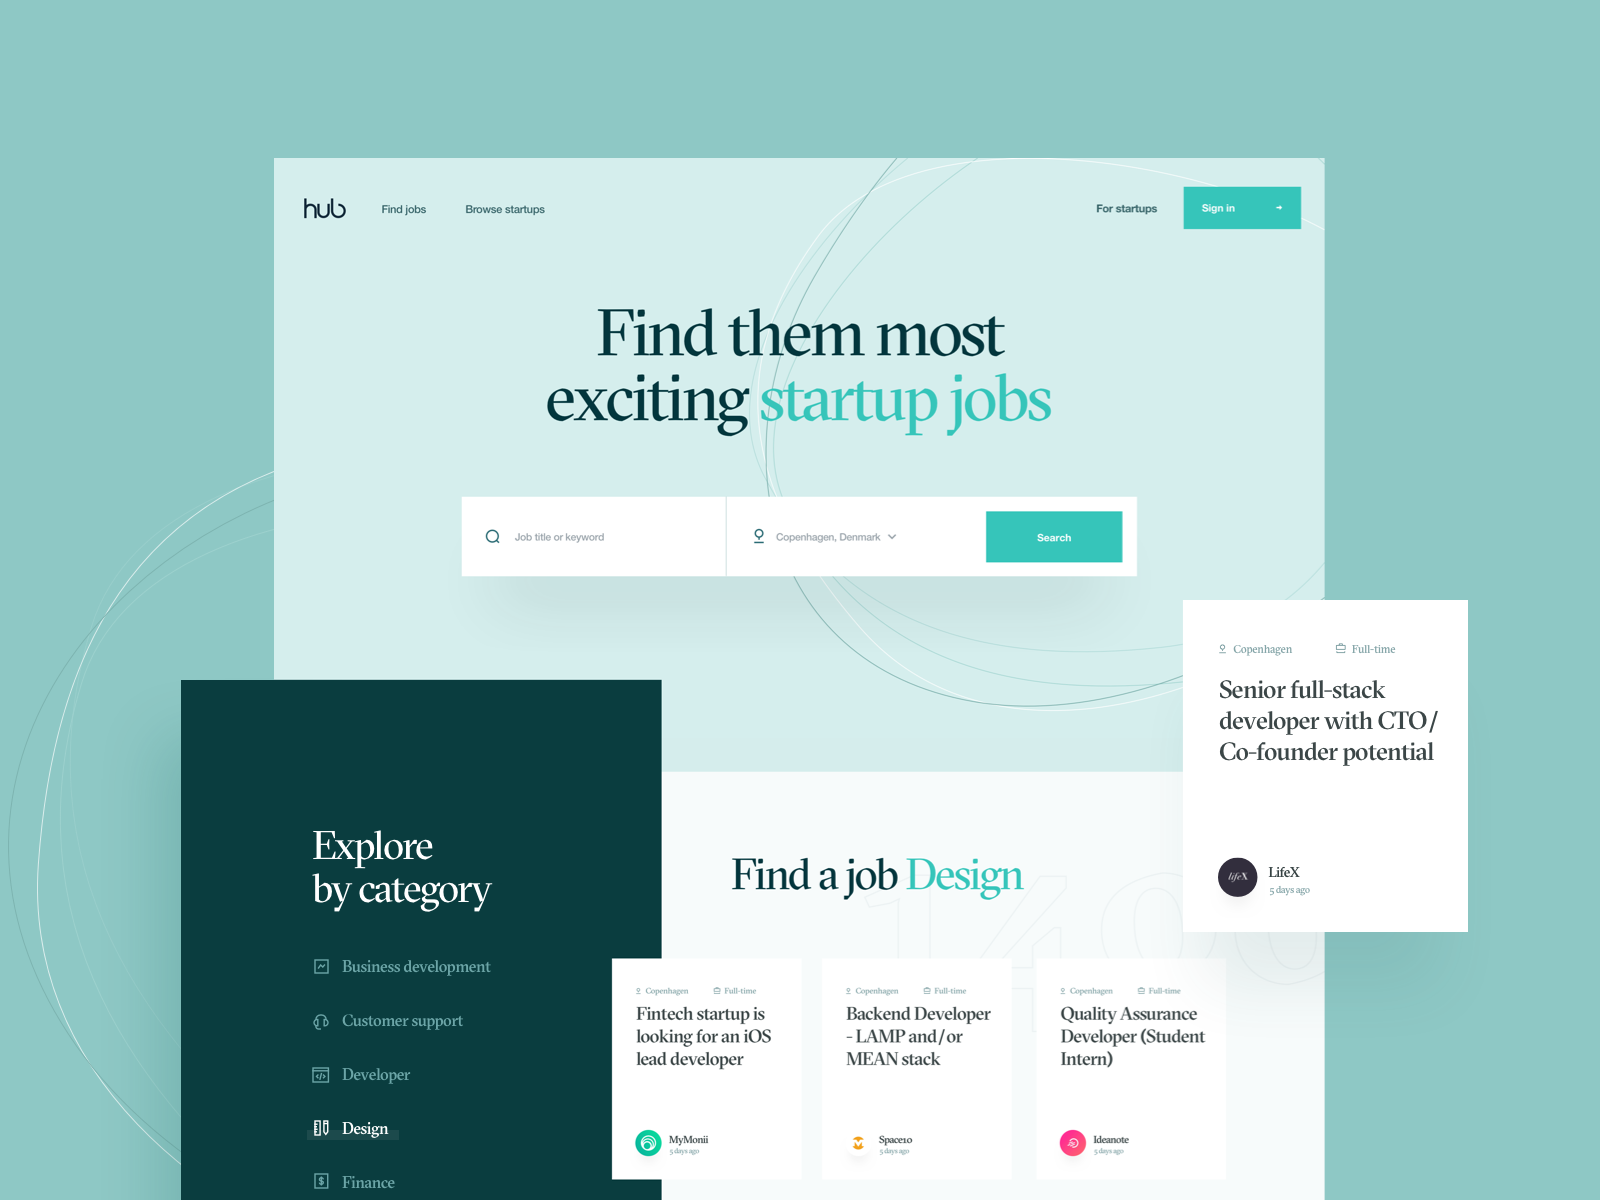 hub
Find jobs
Browse startups
For startups
Sign in
Find them most
exciting startup jobs
Job title or keyword
Copenhagen, Denmark
Search
Copenhagen
Full-time
Senior full-stack
developer with CTO/
Co-founder potential
lifeX
LifeX
5 days ago
Explore
by category
Business development
Customer support
Developer
Design
Finance
Find a job Design
Copenhagen
Full-time
Fintech startup is
looking for an iOS
lead developer
MyMonii
5 days ago
Copenhagen
Full-time
Backend Developer
- LAMP and/or
MEAN stack
Space10
5 days ago
Copenhagen
Full-time
Quality Assurance
Developer (Student
Intern)
Ideanote
5 days ago